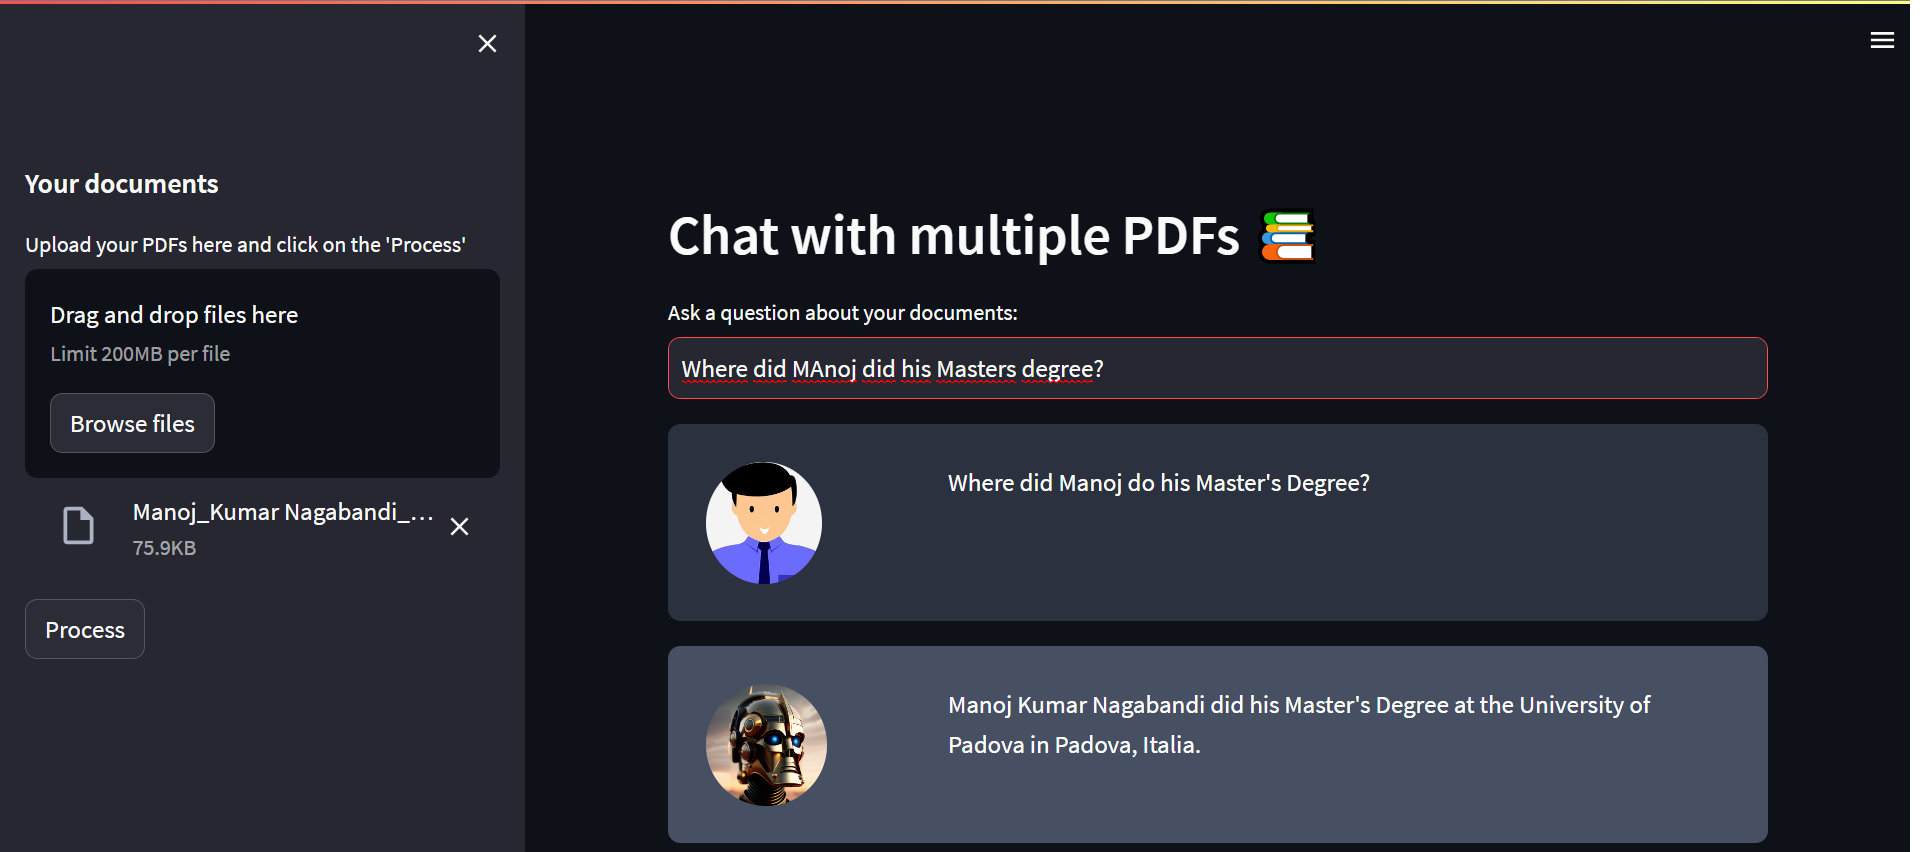 Your documents
Upload your PDFs here and click on the 'Process'
Drag and drop files here
Limit 200MB per file
Browse files
Manoj_Kumar Nagabandi_...
75.9KB
Process
Chat with multiple PDFs
Ask a question about your documents:
Where did MAnoj did his Masters degree?
Where did Manoj do his Master's Degree?
Manoj Kumar Nagabandi did his Master's Degree at the University of
Padova in Padova, Italia.